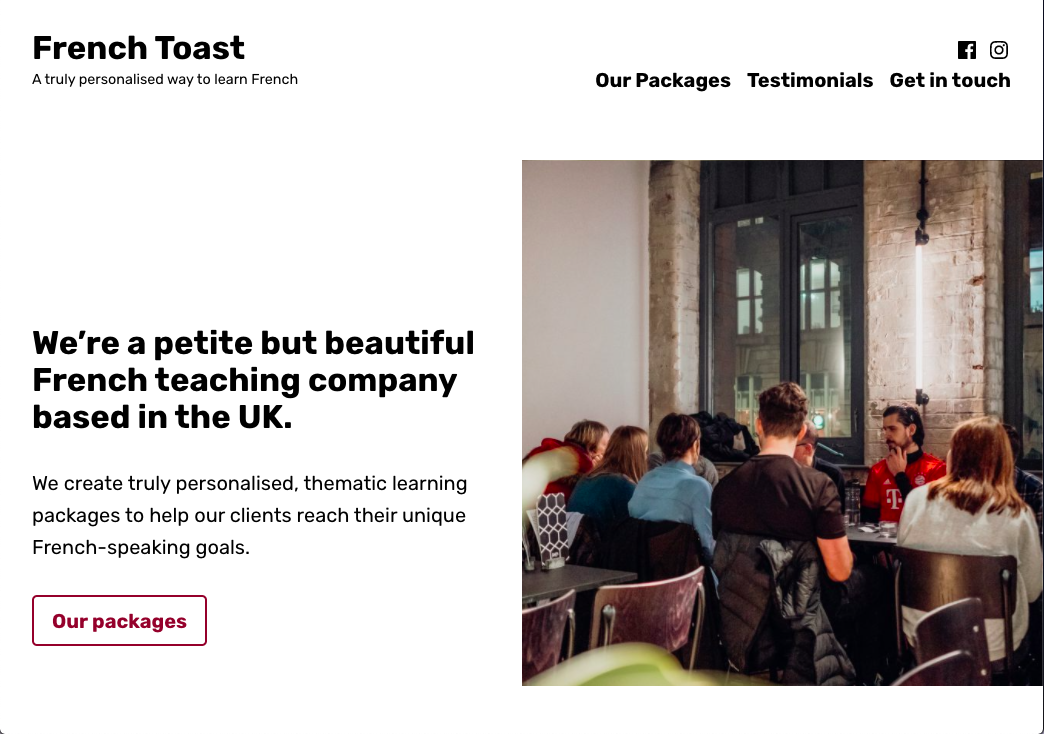 French Toast
A truly personalised way to learn French
Our Packages Testimonials Get in touch
We’re a petite but beautiful
French teaching company
based in the UK.
We create truly personalised, thematic learning
packages to help our clients reach their unique
French-speaking goals.
Our packages
T